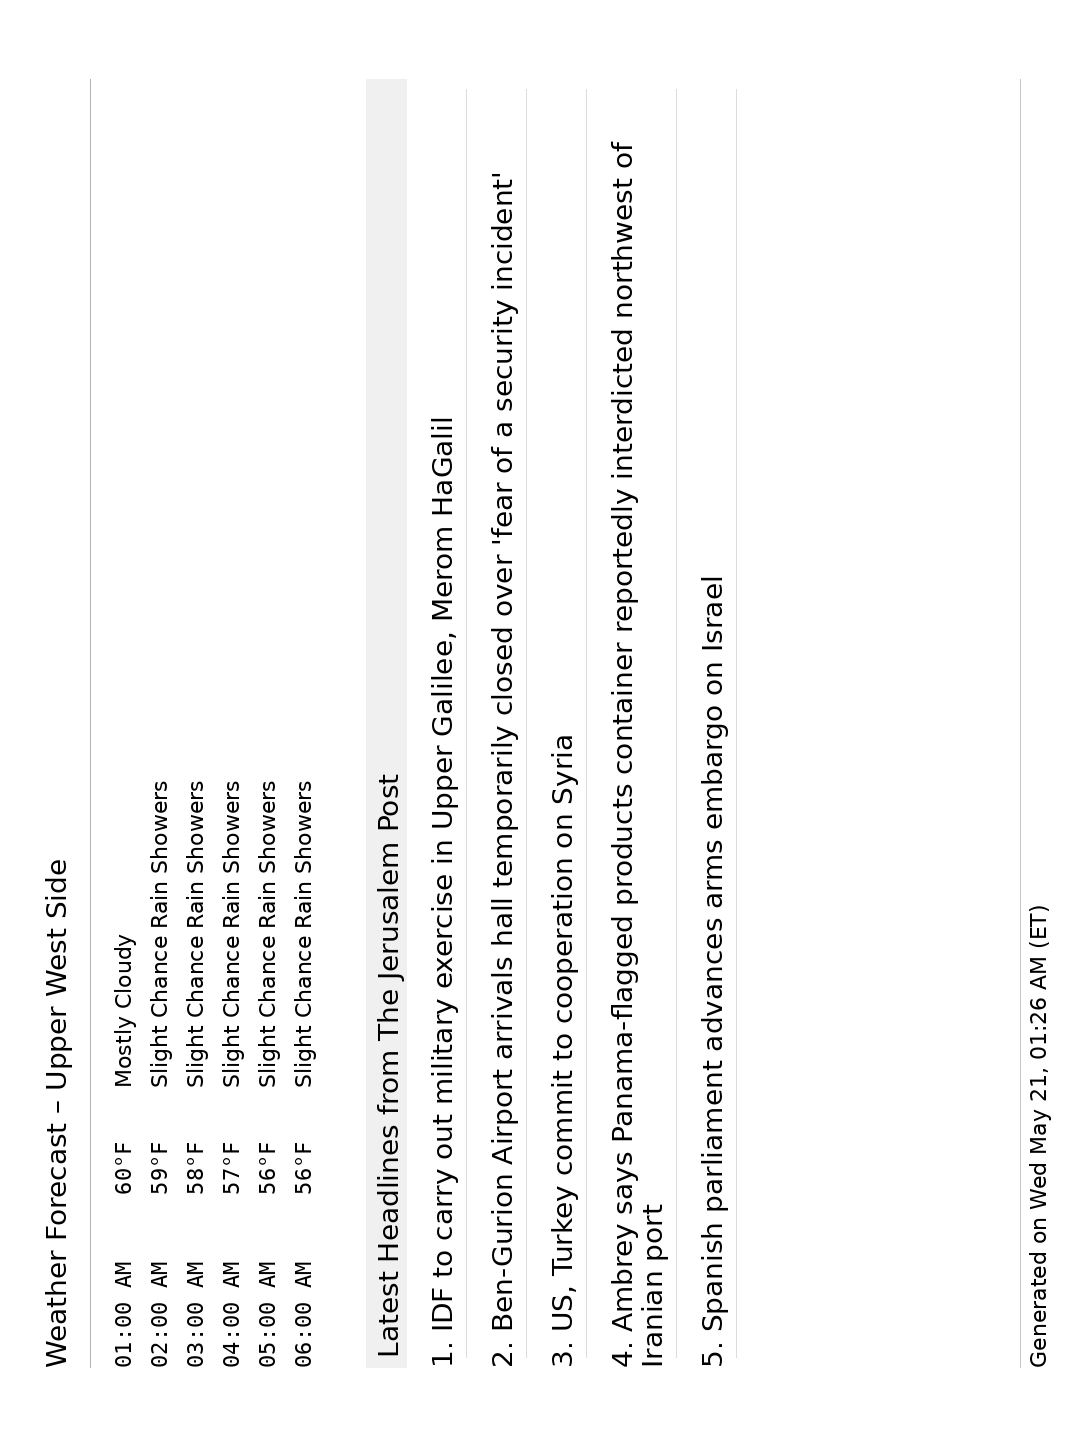 Weather Forecast – Upper West Side
01:00 AM 60°F Mostly Cloudy
02:00 AM 59°F Slight Chance Rain Showers
03:00 AM 58°F Slight Chance Rain Showers
04:00 AM 57°F Slight Chance Rain Showers
05:00 AM 56°F Slight Chance Rain Showers
06:00 AM 56°F Slight Chance Rain Showers
Latest Headlines from The Jerusalem Post
1. IDF to carry out military exercise in Upper Galilee, Merom HaGalil
2. Ben-Gurion Airport arrivals hall temporarily closed over 'fear of a security incident'
3. US, Turkey commit to cooperation on Syria
4. Ambrey says Panama-flagged products container reportedly interdicted northwest of
Iranian port
5. Spanish parliament advances arms embargo on Israel
Generated on Wed May 21, 01:26 AM (ET)